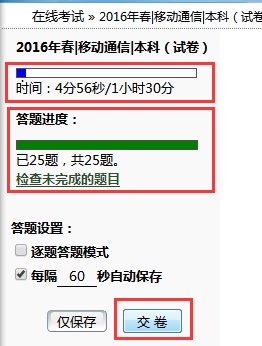 在线考试 » 2016年春|移动通信|本科（试卷）
2016年春|移动通信|本科（试卷）
时间：4分56秒/1小时30分
答题进度：
已25题，共25题。
检查未完成的题目
答题设置：
逐题答题模式
每隔 60 秒自动保存
仅保存 交 卷